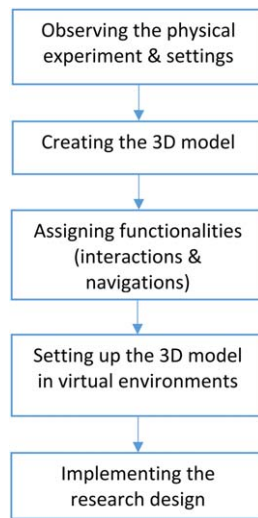 Observing the physical
experiment & settings
Creating the 3D model
Assigning functionalities
(interactions &
navigations)
Setting up the 3D model
in virtual environments
Implementing the
research design